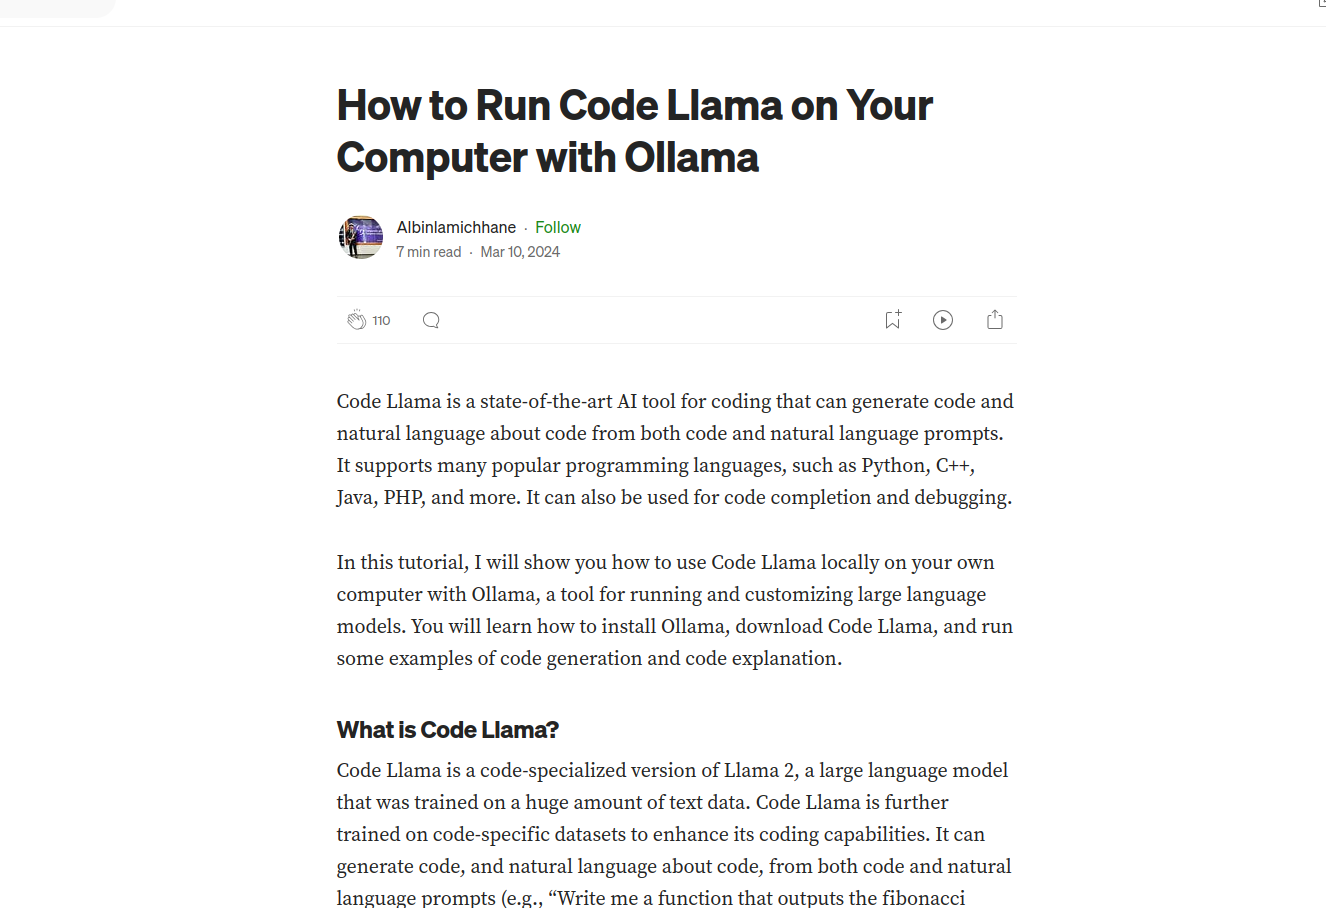 How to Run Code Llama on Your
Computer with Ollama
Albinlamichhane · Follow
7 min read · Mar 10, 2024
110
Code Llama is a state-of-the-art AI tool for coding that can generate code and
natural language about code from both code and natural language prompts.
It supports many popular programming languages, such as Python, C++,
Java, PHP, and more. It can also be used for code completion and debugging.
In this tutorial, I will show you how to use Code Llama locally on your own
computer with Ollama, a tool for running and customizing large language
models. You will learn how to install Ollama, download Code Llama, and run
some examples of code generation and code explanation.
What is Code Llama?
Code Llama is a code-specialized version of Llama 2, a large language model
that was trained on a huge amount of text data. Code Llama is further
trained on code-specific datasets to enhance its coding capabilities. It can
generate code, and natural language about code, from both code and natural
language prompts (e.g., “Write me a function that outputs the fibonacci